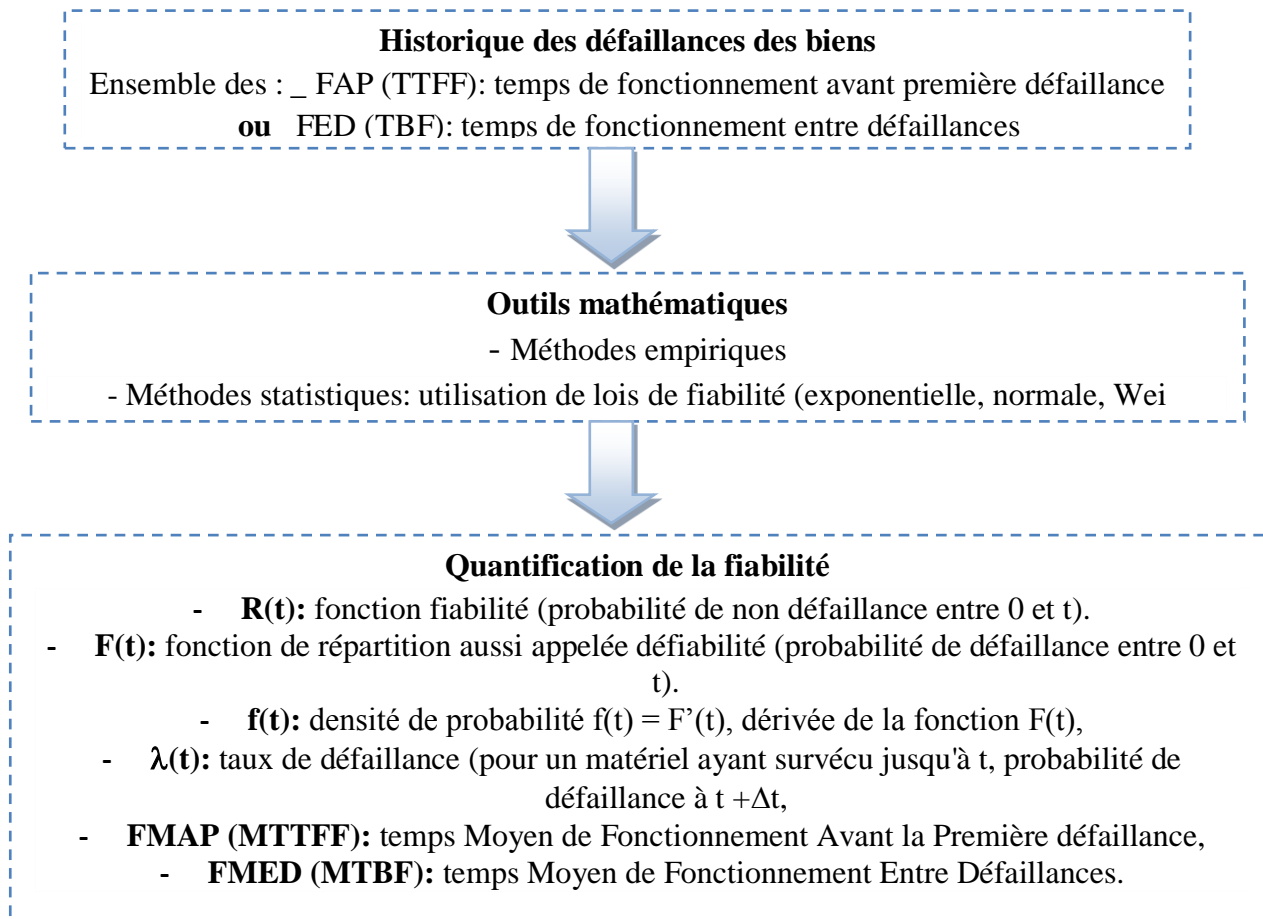 Historique des défaillances des biens
Ensemble des : _ FAP (TTFF): temps de fonctionnement avant première défaillance
ou FED (TBF): temps de fonctionnement entre défaillances
Outils mathématiques
- Méthodes empiriques
- Méthodes statistiques: utilisation de lois de fiabilité (exponentielle, normale, Wei
Quantification de la fiabilité
- R(t): fonction fiabilité (probabilité de non défaillance entre 0 et t).
- F(t): fonction de répartition aussi appelée défiabilité (probabilité de défaillance entre 0 et
t).
- f(t): densité de probabilité f(t) = F’(t), dérivée de la fonction F(t),
- λ(t): taux de défaillance (pour un matériel ayant survécu jusqu'à t, probabilité de
défaillance à t +Δt,
- FMAP (MTTFF): temps Moyen de Fonctionnement Avant la Première défaillance,
- FMED (MTBF): temps Moyen de Fonctionnement Entre Défaillances.